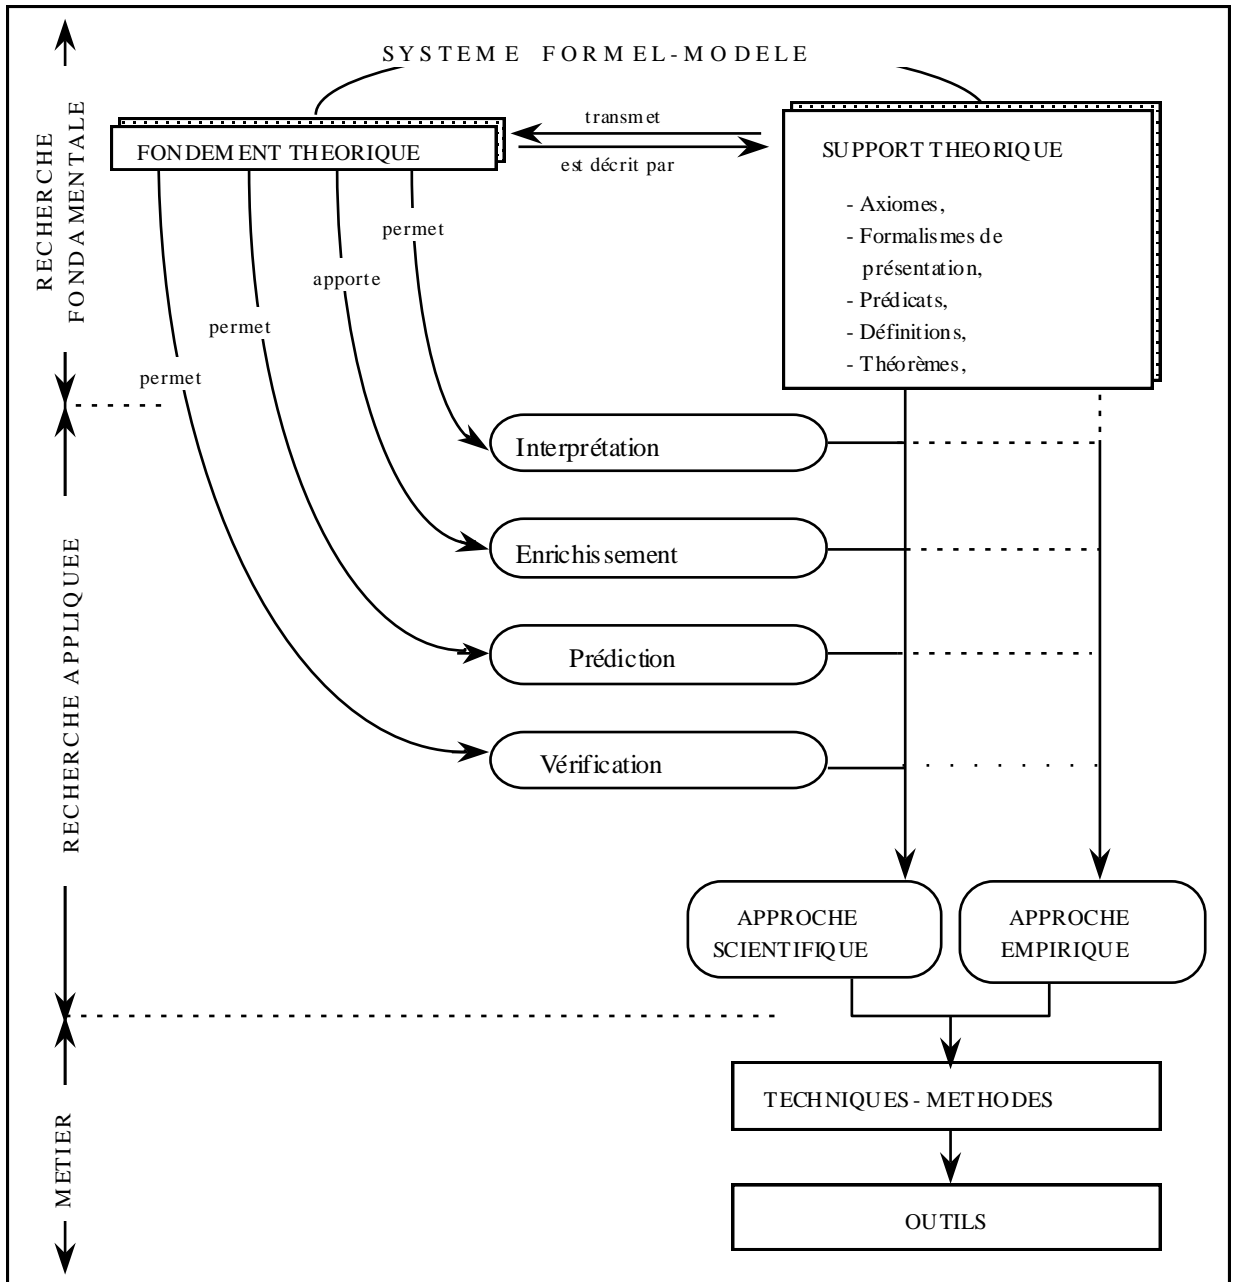 SYSTEME FORMEL-MODELE
RECHERCHE
FONDAMENTALE
FONDEMENT THEORIQUE
transmet
est décrit par
SUPPORT THEORIQUE
- Axiomes,
- Formalismes de
présentation,
- Prédicats,
- Définitions,
- Théorèmes,
permet
apporte
permet
permet
RECHERCHE APPLIQUEE
Interprétation
Enrichissement
Prédiction
Vérification
APPROCHE
SCIENTIFIQUE
APPROCHE
EMPIRIQUE
METIER
TECHNIQUES - METHODES
OUTILS